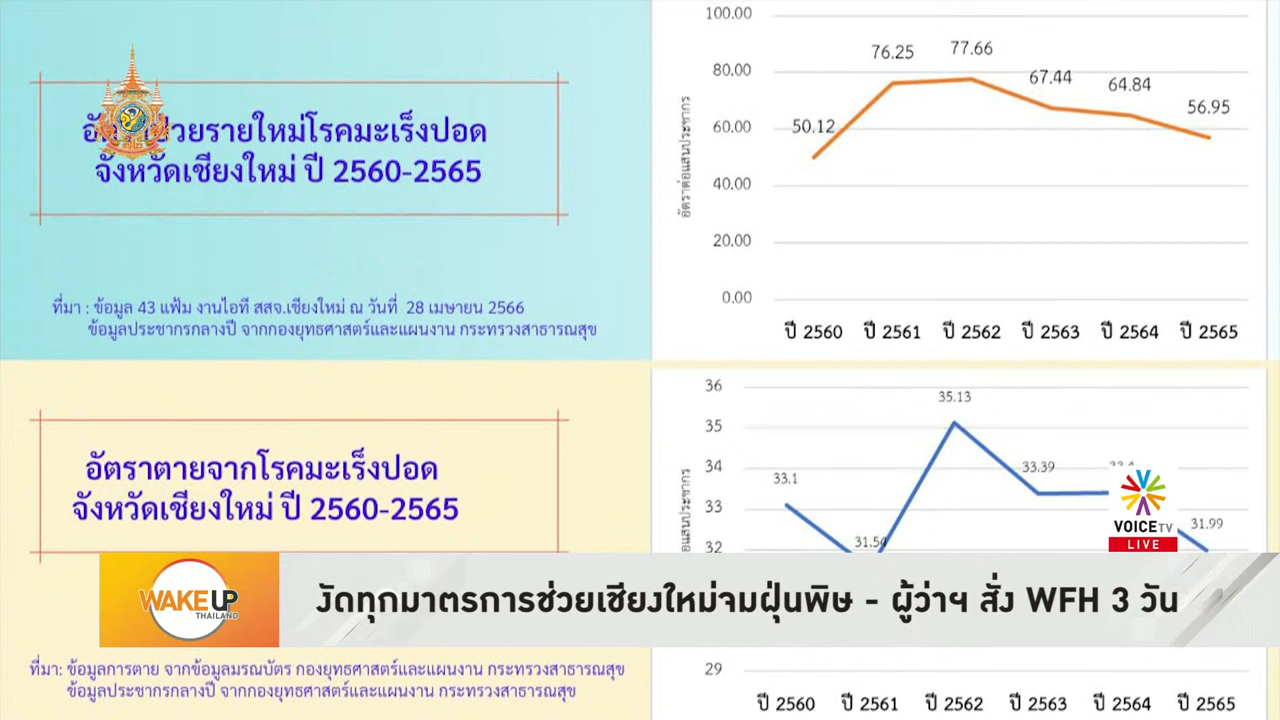 อัตราป่วยรายใหม่โรคมะเร็งปอด
จังหวัดเชียงใหม่ ปี 2560-2565
ที่มา : ข้อมูล 43 แฟ้ม งานไอที สสจ.เชียงใหม่ ณ วันที่ 28 เมษายน 2566
ข้อมูลประชากรกลางปี จากกองยุทธศาสตร์และแผนงาน กระทรวงสาธารณสุข
อัตราต่อแสนประชากร
100.00
80.00
60.00
40.00
20.00
0.00
50.12
76.25
77.66
67.44
64.84
56.95
ปี 2560 ปี 2561 ปี 2562 ปี 2563 ปี 2564 ปี 2565
อัตราตายจากโรคมะเร็งปอด
จังหวัดเชียงใหม่ ปี 2560-2565
36
35
34
33
32
33.1
31.50
35.13
33.39
31.99
VOICE TV
LIVE
WAKE UP
THAILAND
งัดทุกมาตรการช่วยเชียงใหม่จมฝุ่นพิษ - ผู้ว่าฯ สั่ง WFH 3 วัน
ที่มา: ข้อมูลการตาย จากข้อมูลมรณบัตร กองยุทธศาสตร์และแผนงาน กระทรวงสาธารณสุข
ข้อมูลประชากรกลางปี จากกองยุทธศาสตร์และแผนงาน กระทรวงสาธารณสุข
29
ปี 2560 ปี 2561 ปี 2562 ปี 2563 ปี 2564 ปี 2565